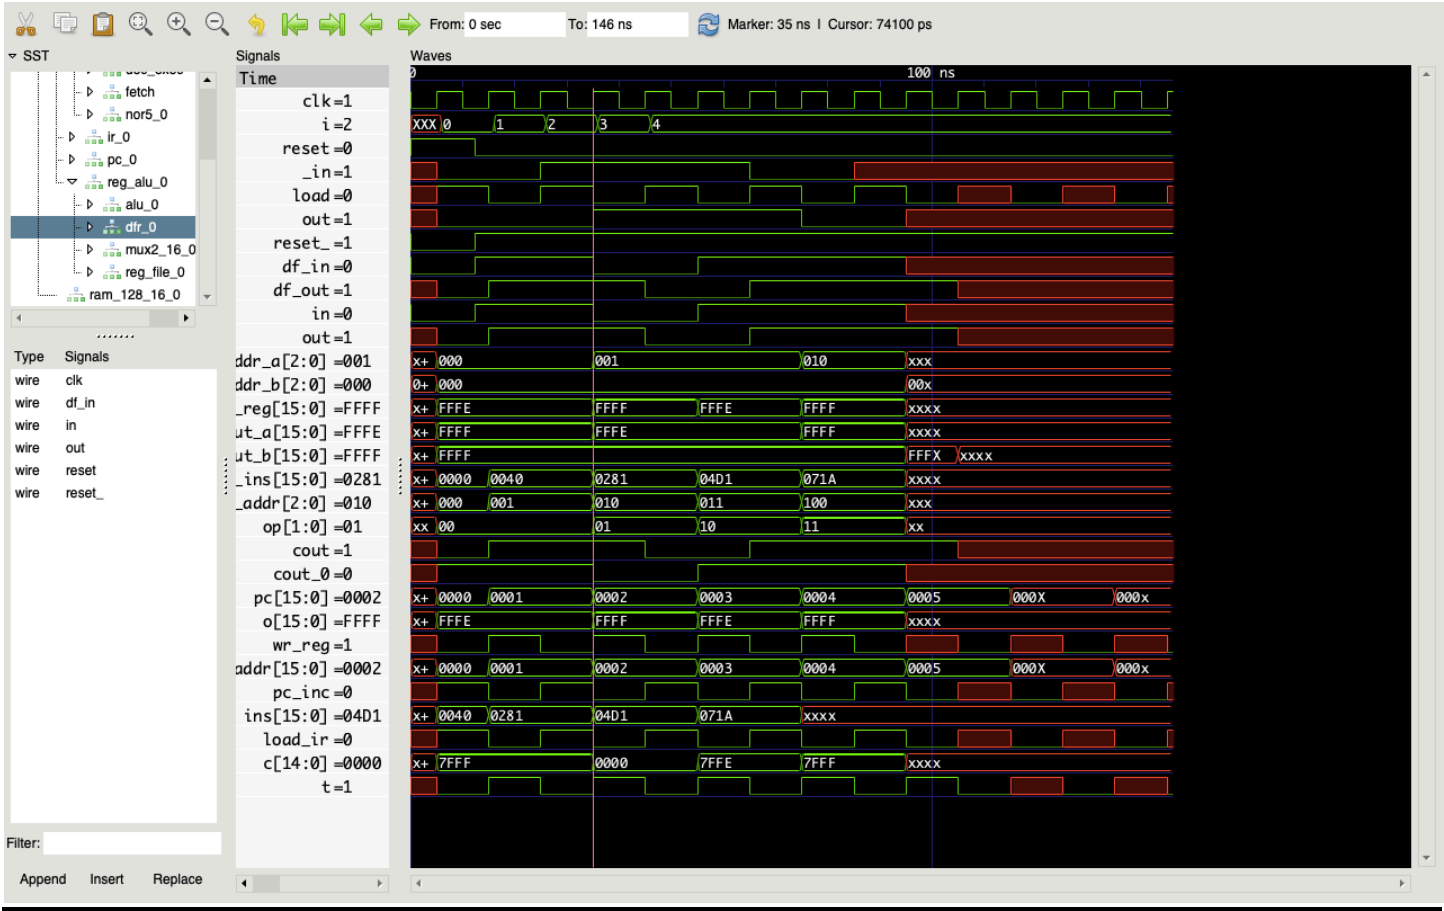 From: 0 sec To: 146 ns Marker: 35 ns | Cursor: 74100 ps
SST
fetch
nor5_0
ir_0
pc_0
reg_alu_0
alu_0
dfr_0
mux2_16_0
reg_file_0
ram_128_16_0
Type Signals
wire clk
wire df_in
wire in
wire out
wire reset
wire reset_
Filter:
Append Insert Replace
Signals
Time
clk=1
i=2
reset=0
_in=1
load=0
out=1
reset_=1
df_in=0
df_out=1
in=0
out=1
ddr_a[2:0] =001
ddr_b[2:0] =000
_reg[15:0] =FFFF
ut_a[15:0] =FFFE
ut_b[15:0] =FFFF
_ins[15:0] =0281
_addr[2:0] =010
op[1:0] =01
cout=1
cout_0=0
pc[15:0] =0002
o[15:0] =FFFF
wr_reg=1
addr[15:0] =0002
pc_inc=0
ins[15:0] =04D1
load_ir=0
c[14:0] =0000
t=1
Waves
0 100 ns
XXX 0 1 2 3 4
x+ 000 001 010 xxx
0+ 000 00x
x+ FFFE FFFF FFFE FFFF xxxx
x+ FFFF FFFE FFFF xxxx
x+ FFFF FFFX xxxx
x+ 0000 0040 0281 04D1 071A xxxx
x+ 000 001 010 011 100 xxx
xx 00 01 10 11 xx
x+ 0000 0001 0002 0003 0004 0005 000X 000x
x+ FFFE FFFF FFFE FFFF xxxx
x+ 0000 0001 0002 0003 0004 0005 000X 000x
x+ 0040 0281 04D1 071A xxxx
x+ 7FFF 0000 7FFE 7FFF xxxx